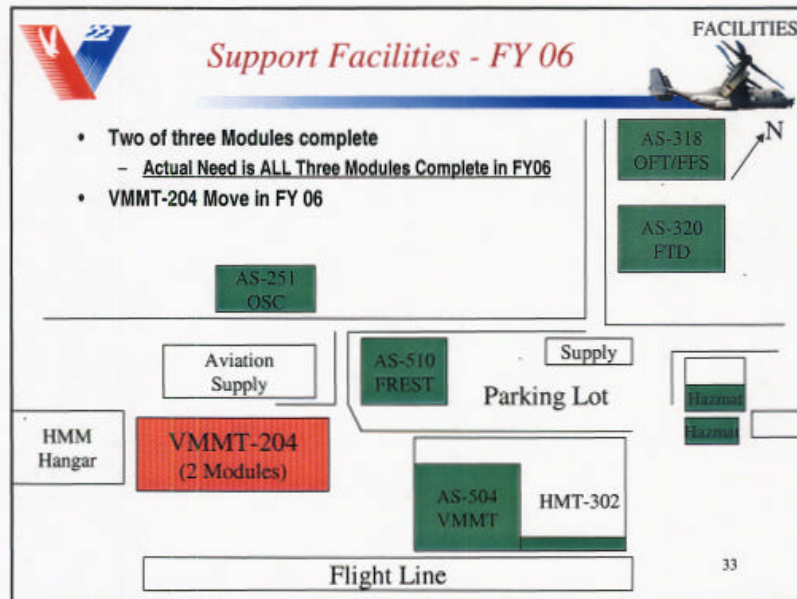 V 22
FACILITIES
Support Facilities - FY 06
• Two of three Modules complete
– Actual Need is ALL Three Modules Complete in FY06
• VMMT-204 Move in FY 06
AS-318
OFT/FFS
N
AS-320
FTD
AS-251
OSC
Aviation
Supply
AS-510
FREST
Supply
Parking Lot
Hazmat
Hazmat
HMM
Hangar
VMMT-204
(2 Modules)
AS-504
VMMT
HMT-302
Flight Line
33